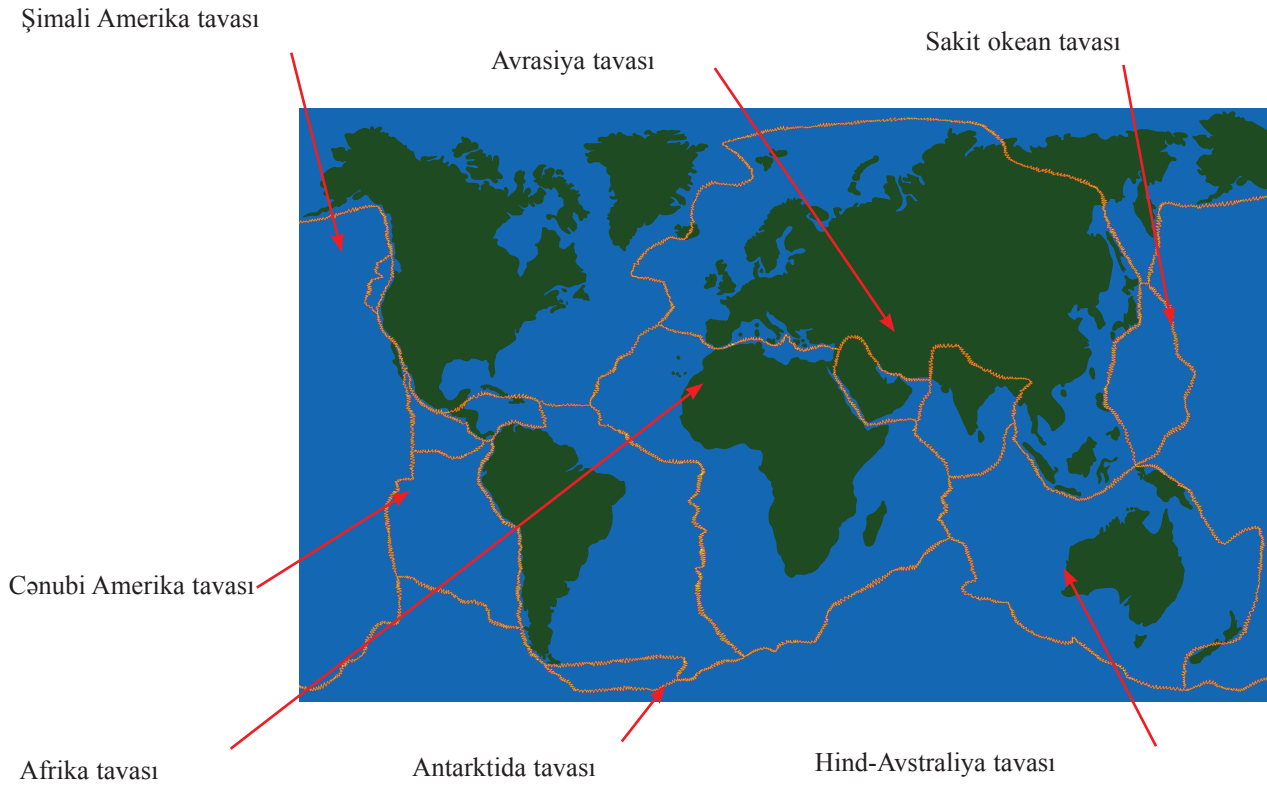 Şimali Amerika tavası
Avrasiya tavası
Sakit okean tavası
Cənubi Amerika tavası
Afrika tavası
Antarktida tavası
Hind-Avstraliya tavası